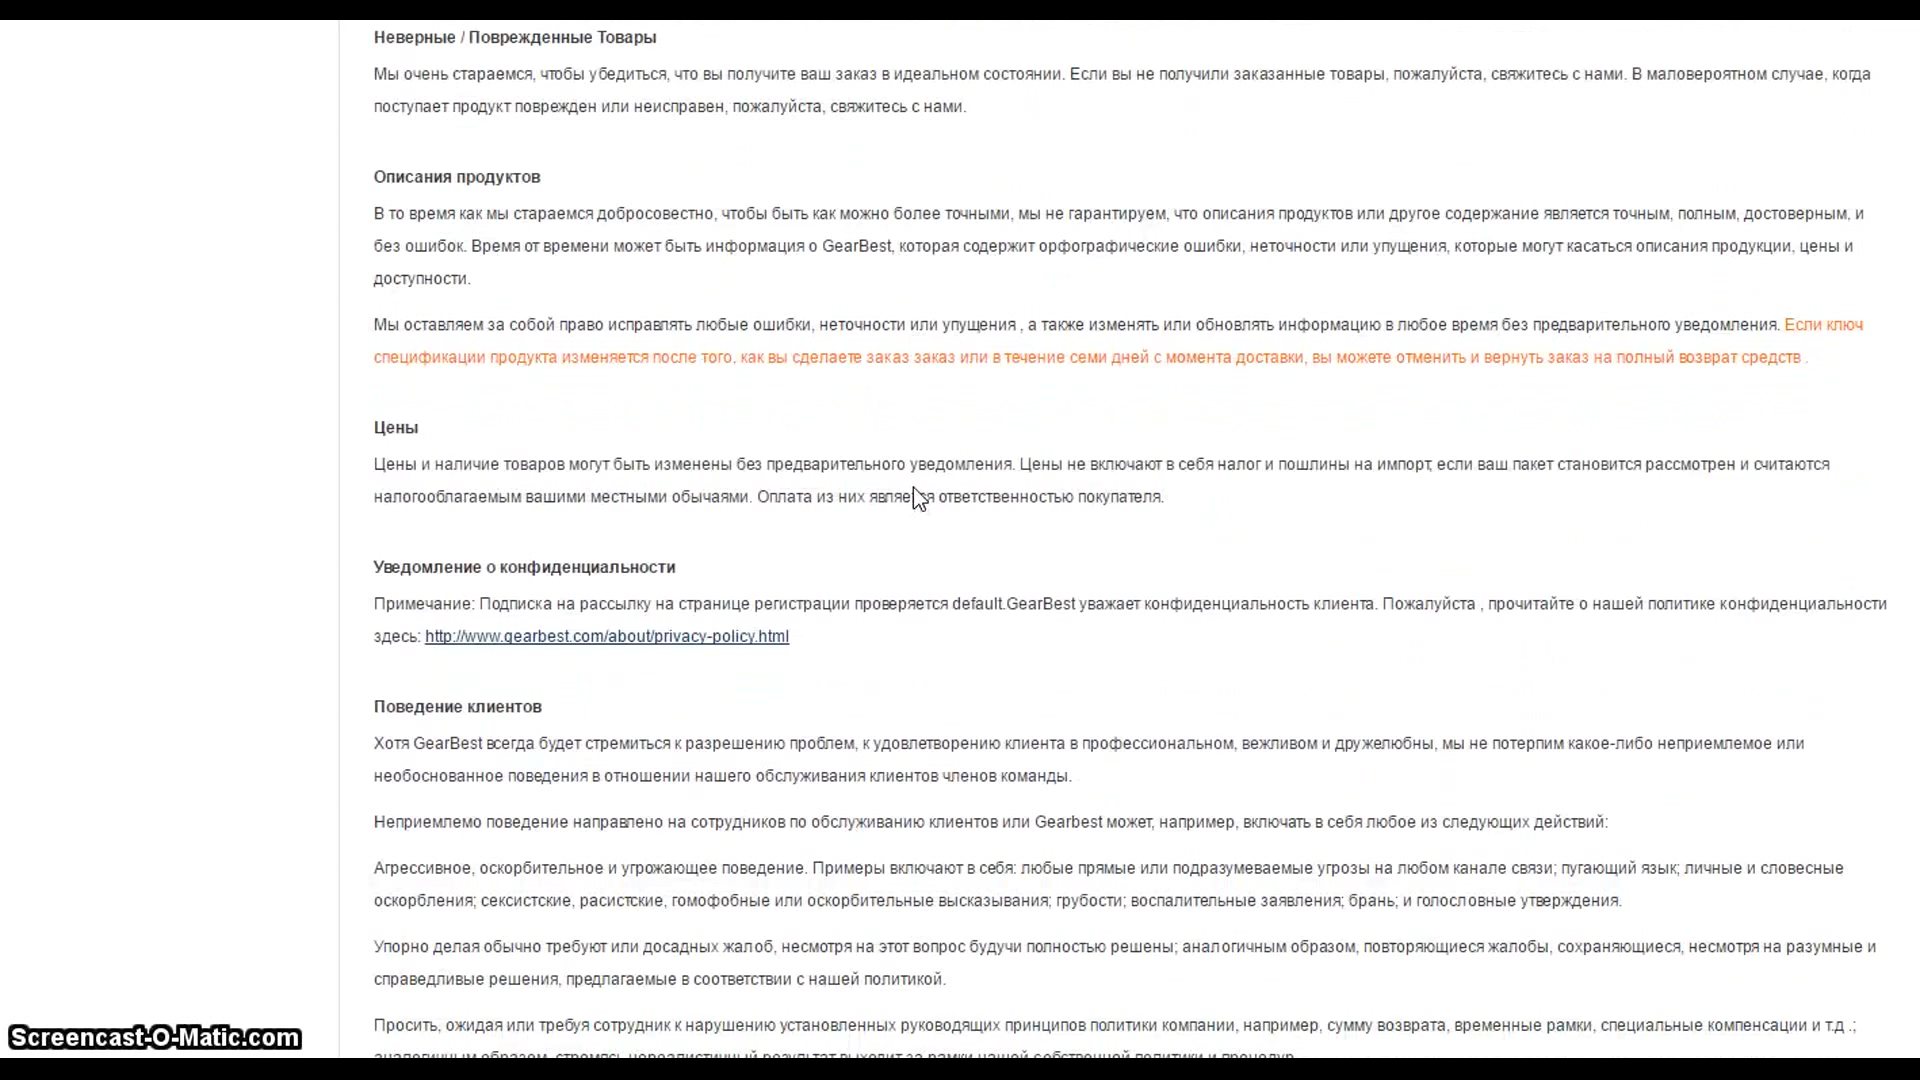 Неверные / Поврежденные Товары
Мы очень стараемся, чтобы убедиться, что вы получите ваш заказ в идеальном состоянии. Если вы не получили заказанные товары, пожалуйста, свяжитесь с нами. В маловероятном случае, когда
поступает продукт поврежден или неисправен, пожалуйста, свяжитесь с нами.
Описания продуктов
В то время как мы стараемся добросовестно, чтобы быть как можно более точными, мы не гарантируем, что описания продуктов или другое содержание является точным, полным, достоверным, и
без ошибок. Время от времени может быть информация о GearBest, которая содержит орфографические ошибки, неточности или упущения, которые могут касаться описания продукции, цены и
доступности.
Мы оставляем за собой право исправлять любые ошибки, неточности или упущения , а также изменять или обновлять информацию в любое время без предварительного уведомления. Если ключ
спецификации продукта изменяется после того, как вы сделаете заказ заказ или в течение семи дней с момента доставки, вы можете отменить и вернуть заказ на полный возврат средств .
Цены
Цены и наличие товаров могут быть изменены без предварительного уведомления. Цены не включают в себя налог и пошлины на импорт, если ваш пакет становится рассмотрен и считаются
налогооблагаемым вашими местными обычаями. Оплата из них является ответственностью покупателя.
Уведомление о конфиденциальности
Примечание: Подписка на рассылку на странице регистрации проверяется default.GearBest уважает конфиденциальность клиента. Пожалуйста , прочитайте о нашей политике конфиденциальности
здесь: http://www.gearbest.com/about/privacy-policy.html
Поведение клиентов
Хотя GearBest всегда будет стремиться к разрешению проблем, к удовлетворению клиента в профессиональном, вежливом и дружелюбны, мы не потерпим какое-либо неприемлемое или
необоснованное поведения в отношении нашего обслуживания клиентов членов команды.
Неприемлемо поведение направлено на сотрудников по обслуживанию клиентов или Gearbest может, например, включать в себя любое из следующих действий:
Агрессивное, оскорбительное и угрожающее поведение. Примеры включают в себя: любые прямые или подразумеваемые угрозы на любом канале связи; пугающий язык; личные и словесные
оскорбления; сексистские, расистские, гомофобные или оскорбительные высказывания; грубости; воспалительные заявления; брань; и голословные утверждения.
Упорно делая обычно требуют или досадных жалоб, несмотря на этот вопрос будучи полностью решены; аналогичным образом, повторяющиеся жалобы, сохраняющиеся, несмотря на разумные и
справедливые решения, предлагаемые в соответствии с нашей политикой.
Просить, ожидая или требуя сотрудник к нарушению установленных руководящих принципов политики компании, например, сумму возврата, временные рамки, специальные компенсации и т.д .;
аналогичным образом, стремясь нереалистичный результат выходит за рамки нашей собственной политики и процедур.
Screencast-O-Matic.com